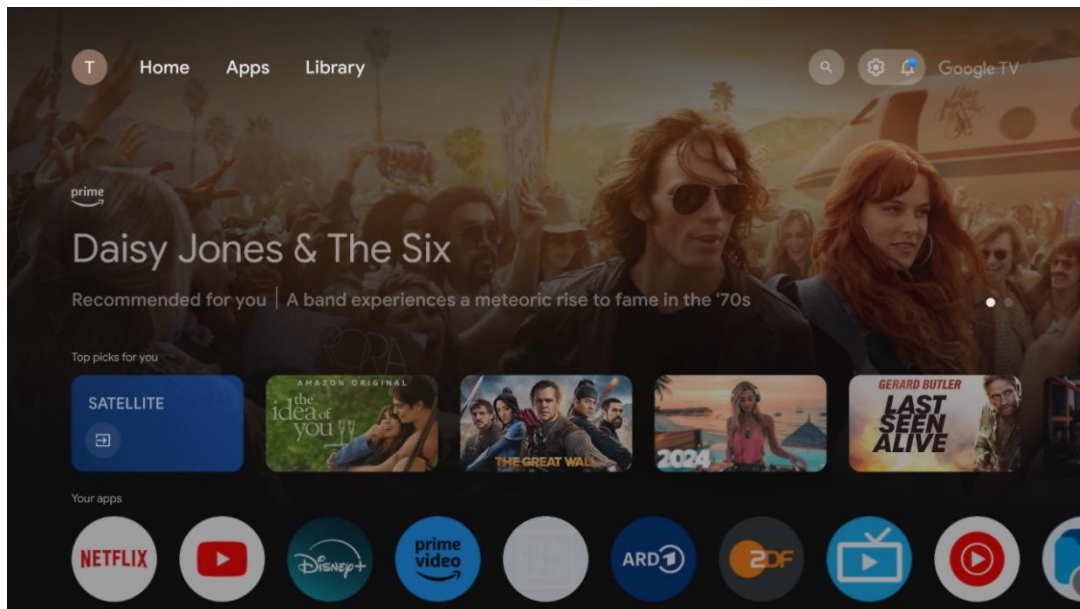 T
Home
Apps
Library
Google TV
prime
Daisy Jones & The Six
Recommended for you | A band experiences a meteoric rise to fame in the '70s
Top picks for you
SATELLITE
AMAZON ORIGINAL
the
idea of
you
THE GREAT WALL
2024
GERARD BUTLER
LAST
SEEN
ALIVE
Your apps
NETFLIX
Disney+
prime
video
ARD 1
ZDF